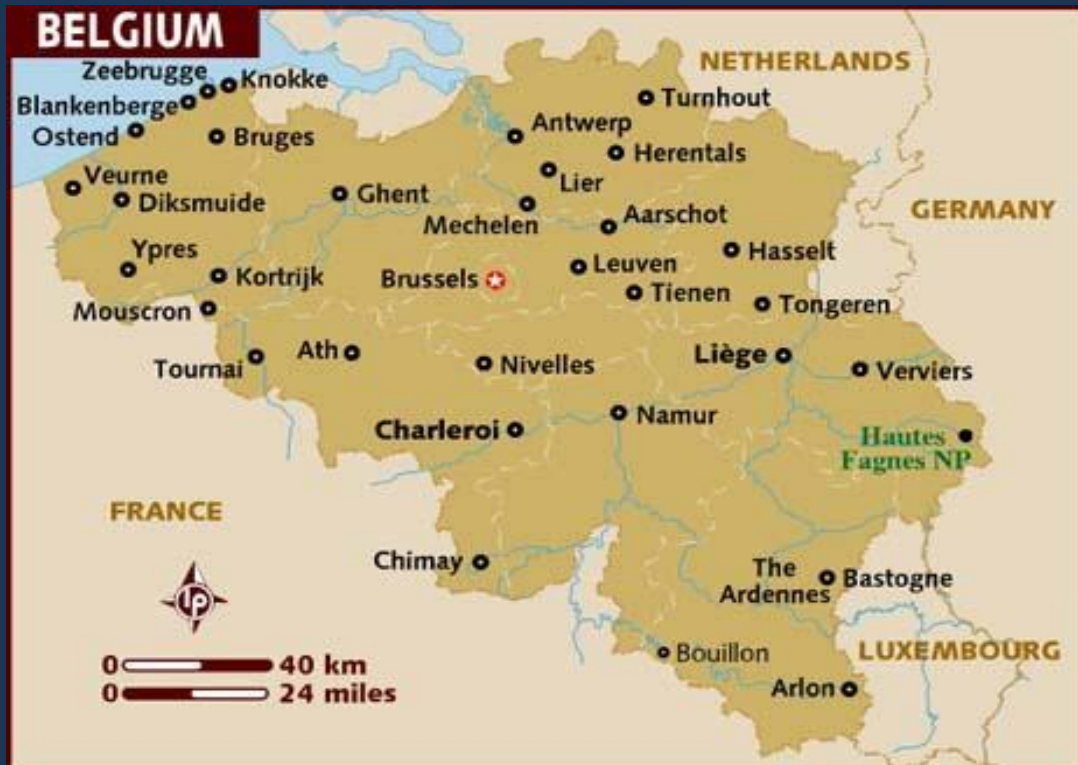 BELGIUM
NETHERLANDS
Zeebrugge
Knokke
Blankenberge
Turnhout
Ostend
Bruges
Antwerp
Herentals
Veurne
Diksmuide
Ghent
Lier
Mechelen
Aarschot
GERMANY
Ypres
Kortrijk
Brussels
Leuven
Hasselt
Mouscron
Tienen
Tongeren
Tournai
Ath
Nivelles
Liège
Verviers
Charleroi
Namur
Hautes
Fagnes NP
FRANCE
Chimay
The
Ardennes
Bastogne
LP
Bouillon
LUXEMBOURG
0 40 km
0 24 miles
Arlon